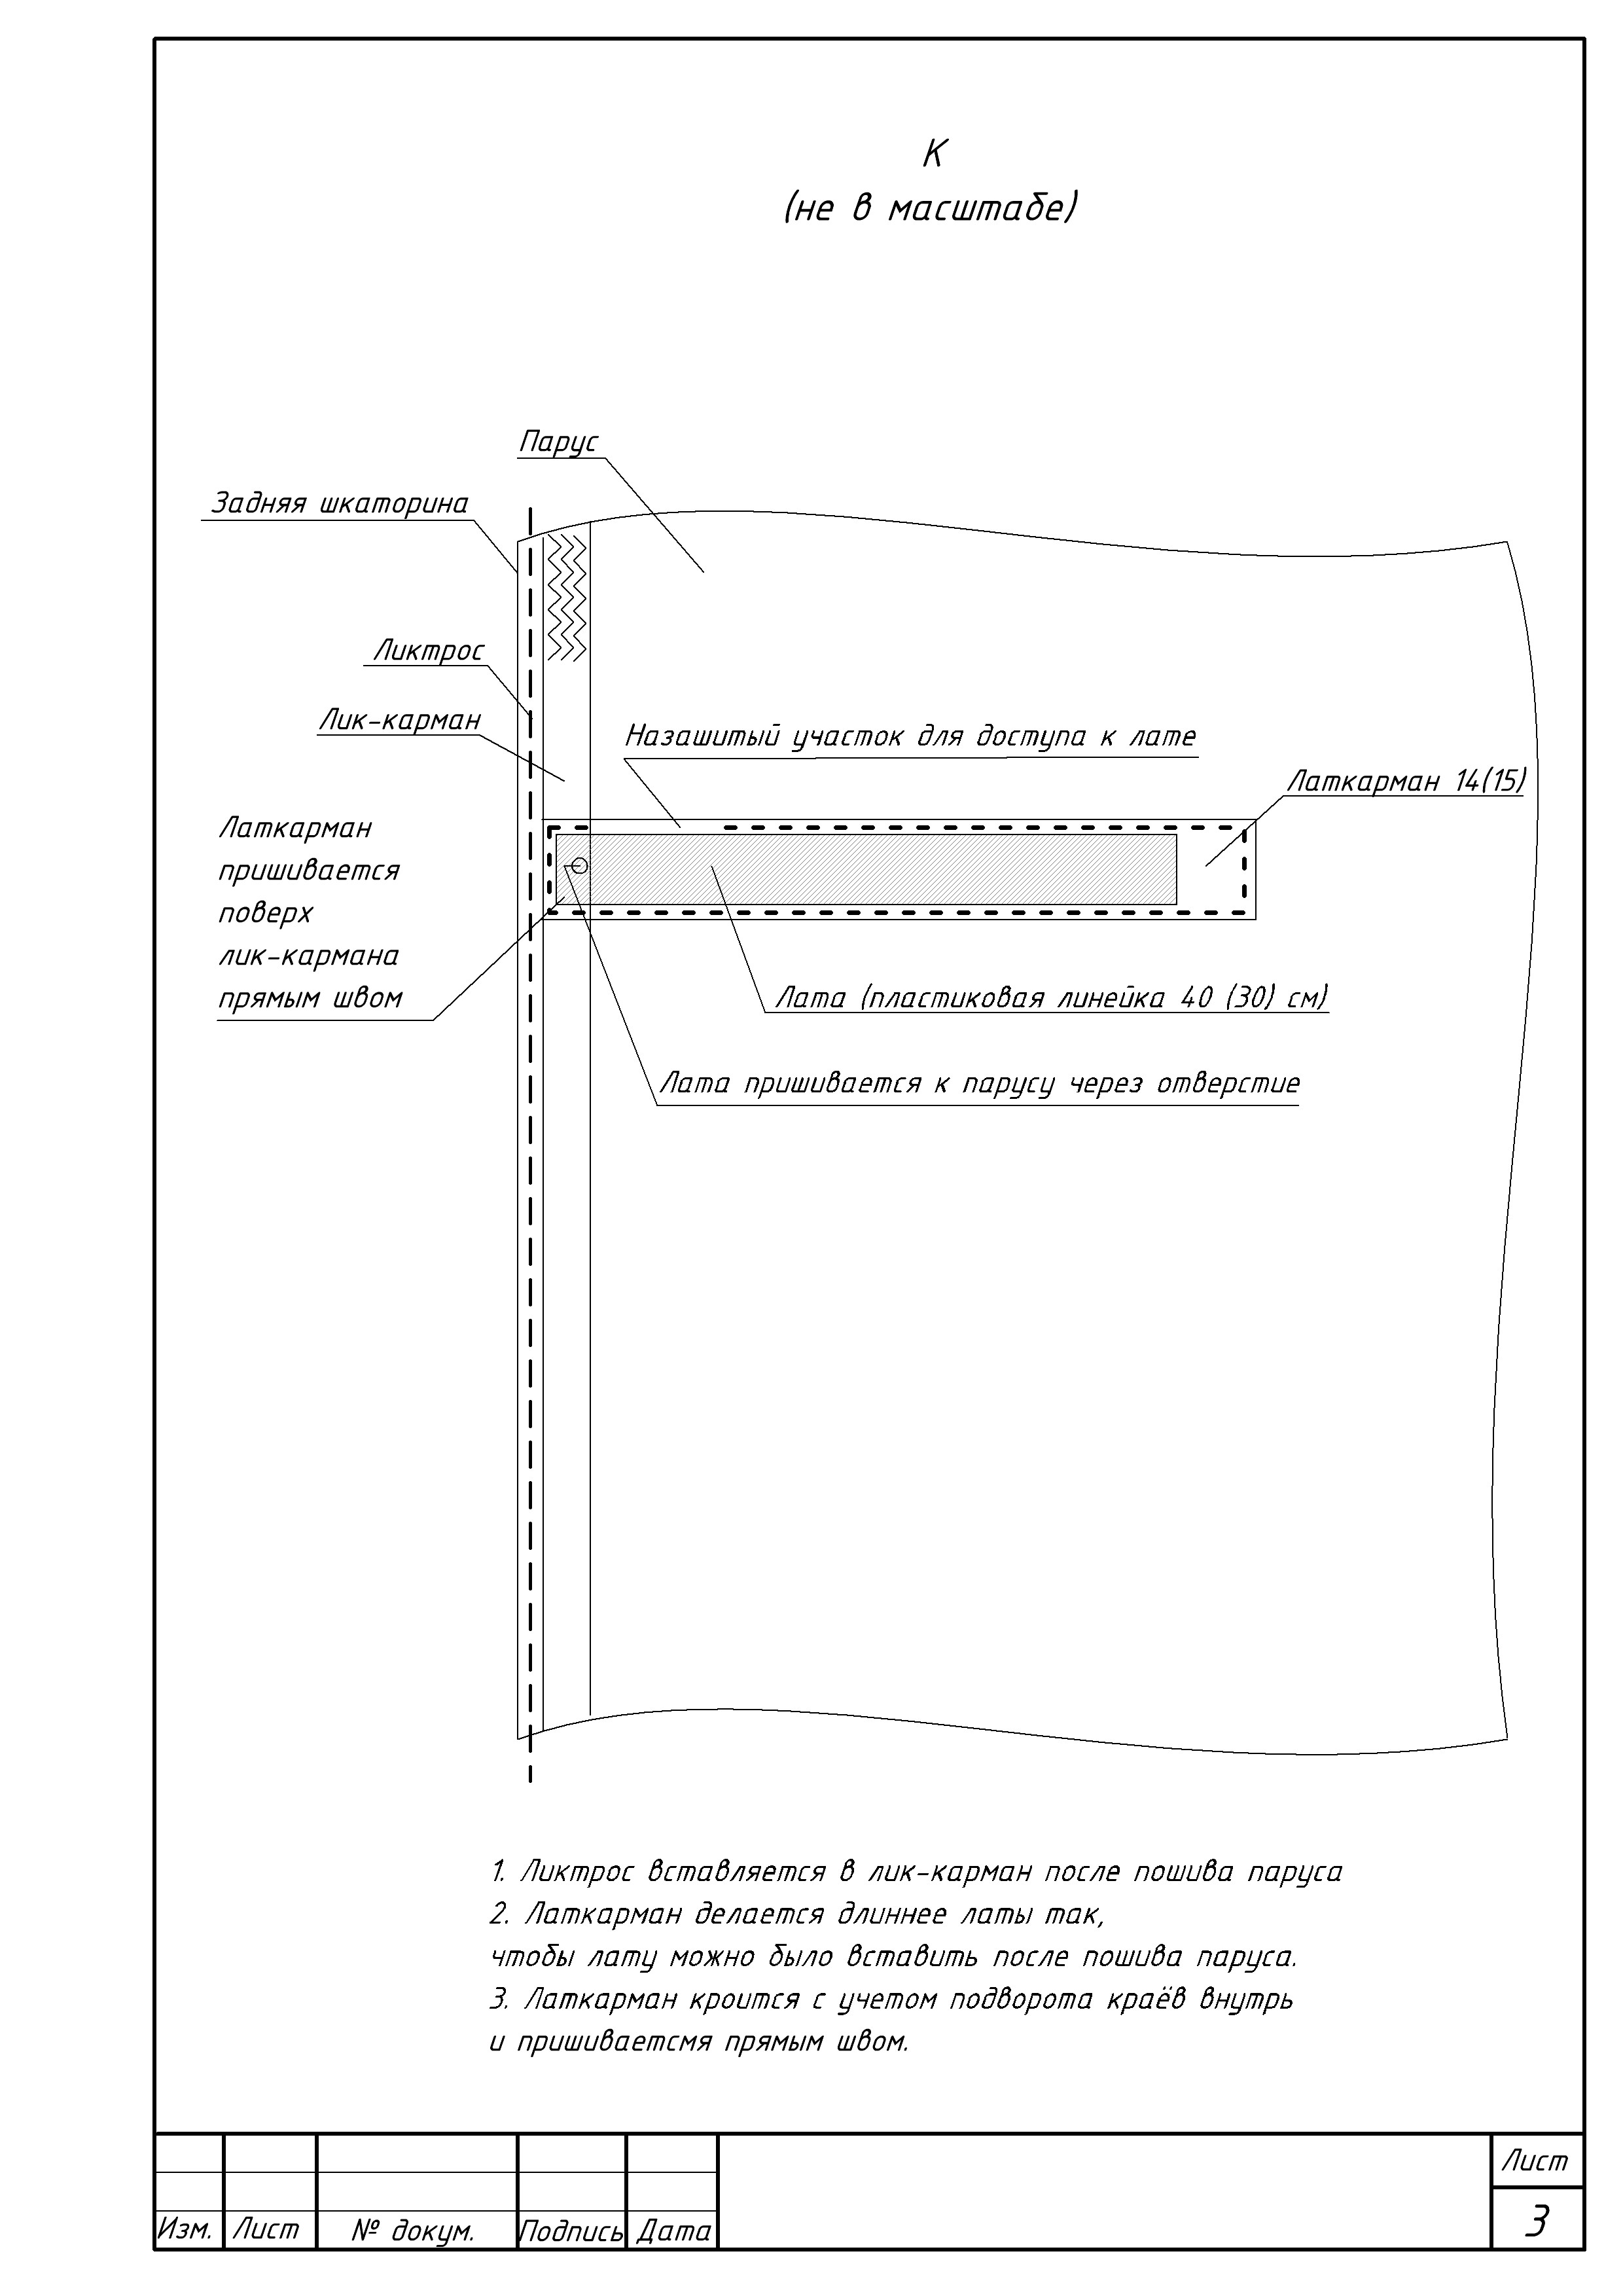 К
(не в масштабе)
Парус
Задняя шкаторина
Ликтрос
Лик-карман
Назашитый участок для доступа к лате
Латкарман 14(15)
Латкарман
пришивается
поверх
лик-кармана
прямым швом
Лата (пластиковая линейка 40 (30) см)
Лата пришивается к парусу через отверстие
1. Ликтрос вставляется в лик-карман после пошива паруса
2. Латкарман делается длиннее латы так,
чтобы лату можно было вставить после пошива паруса.
3. Латкарман кроится с учетом подворота краёв внутрь
и пришиваетсмя прямым швом.
Лист
3
Изм. Лист № докум. Подпись Дата